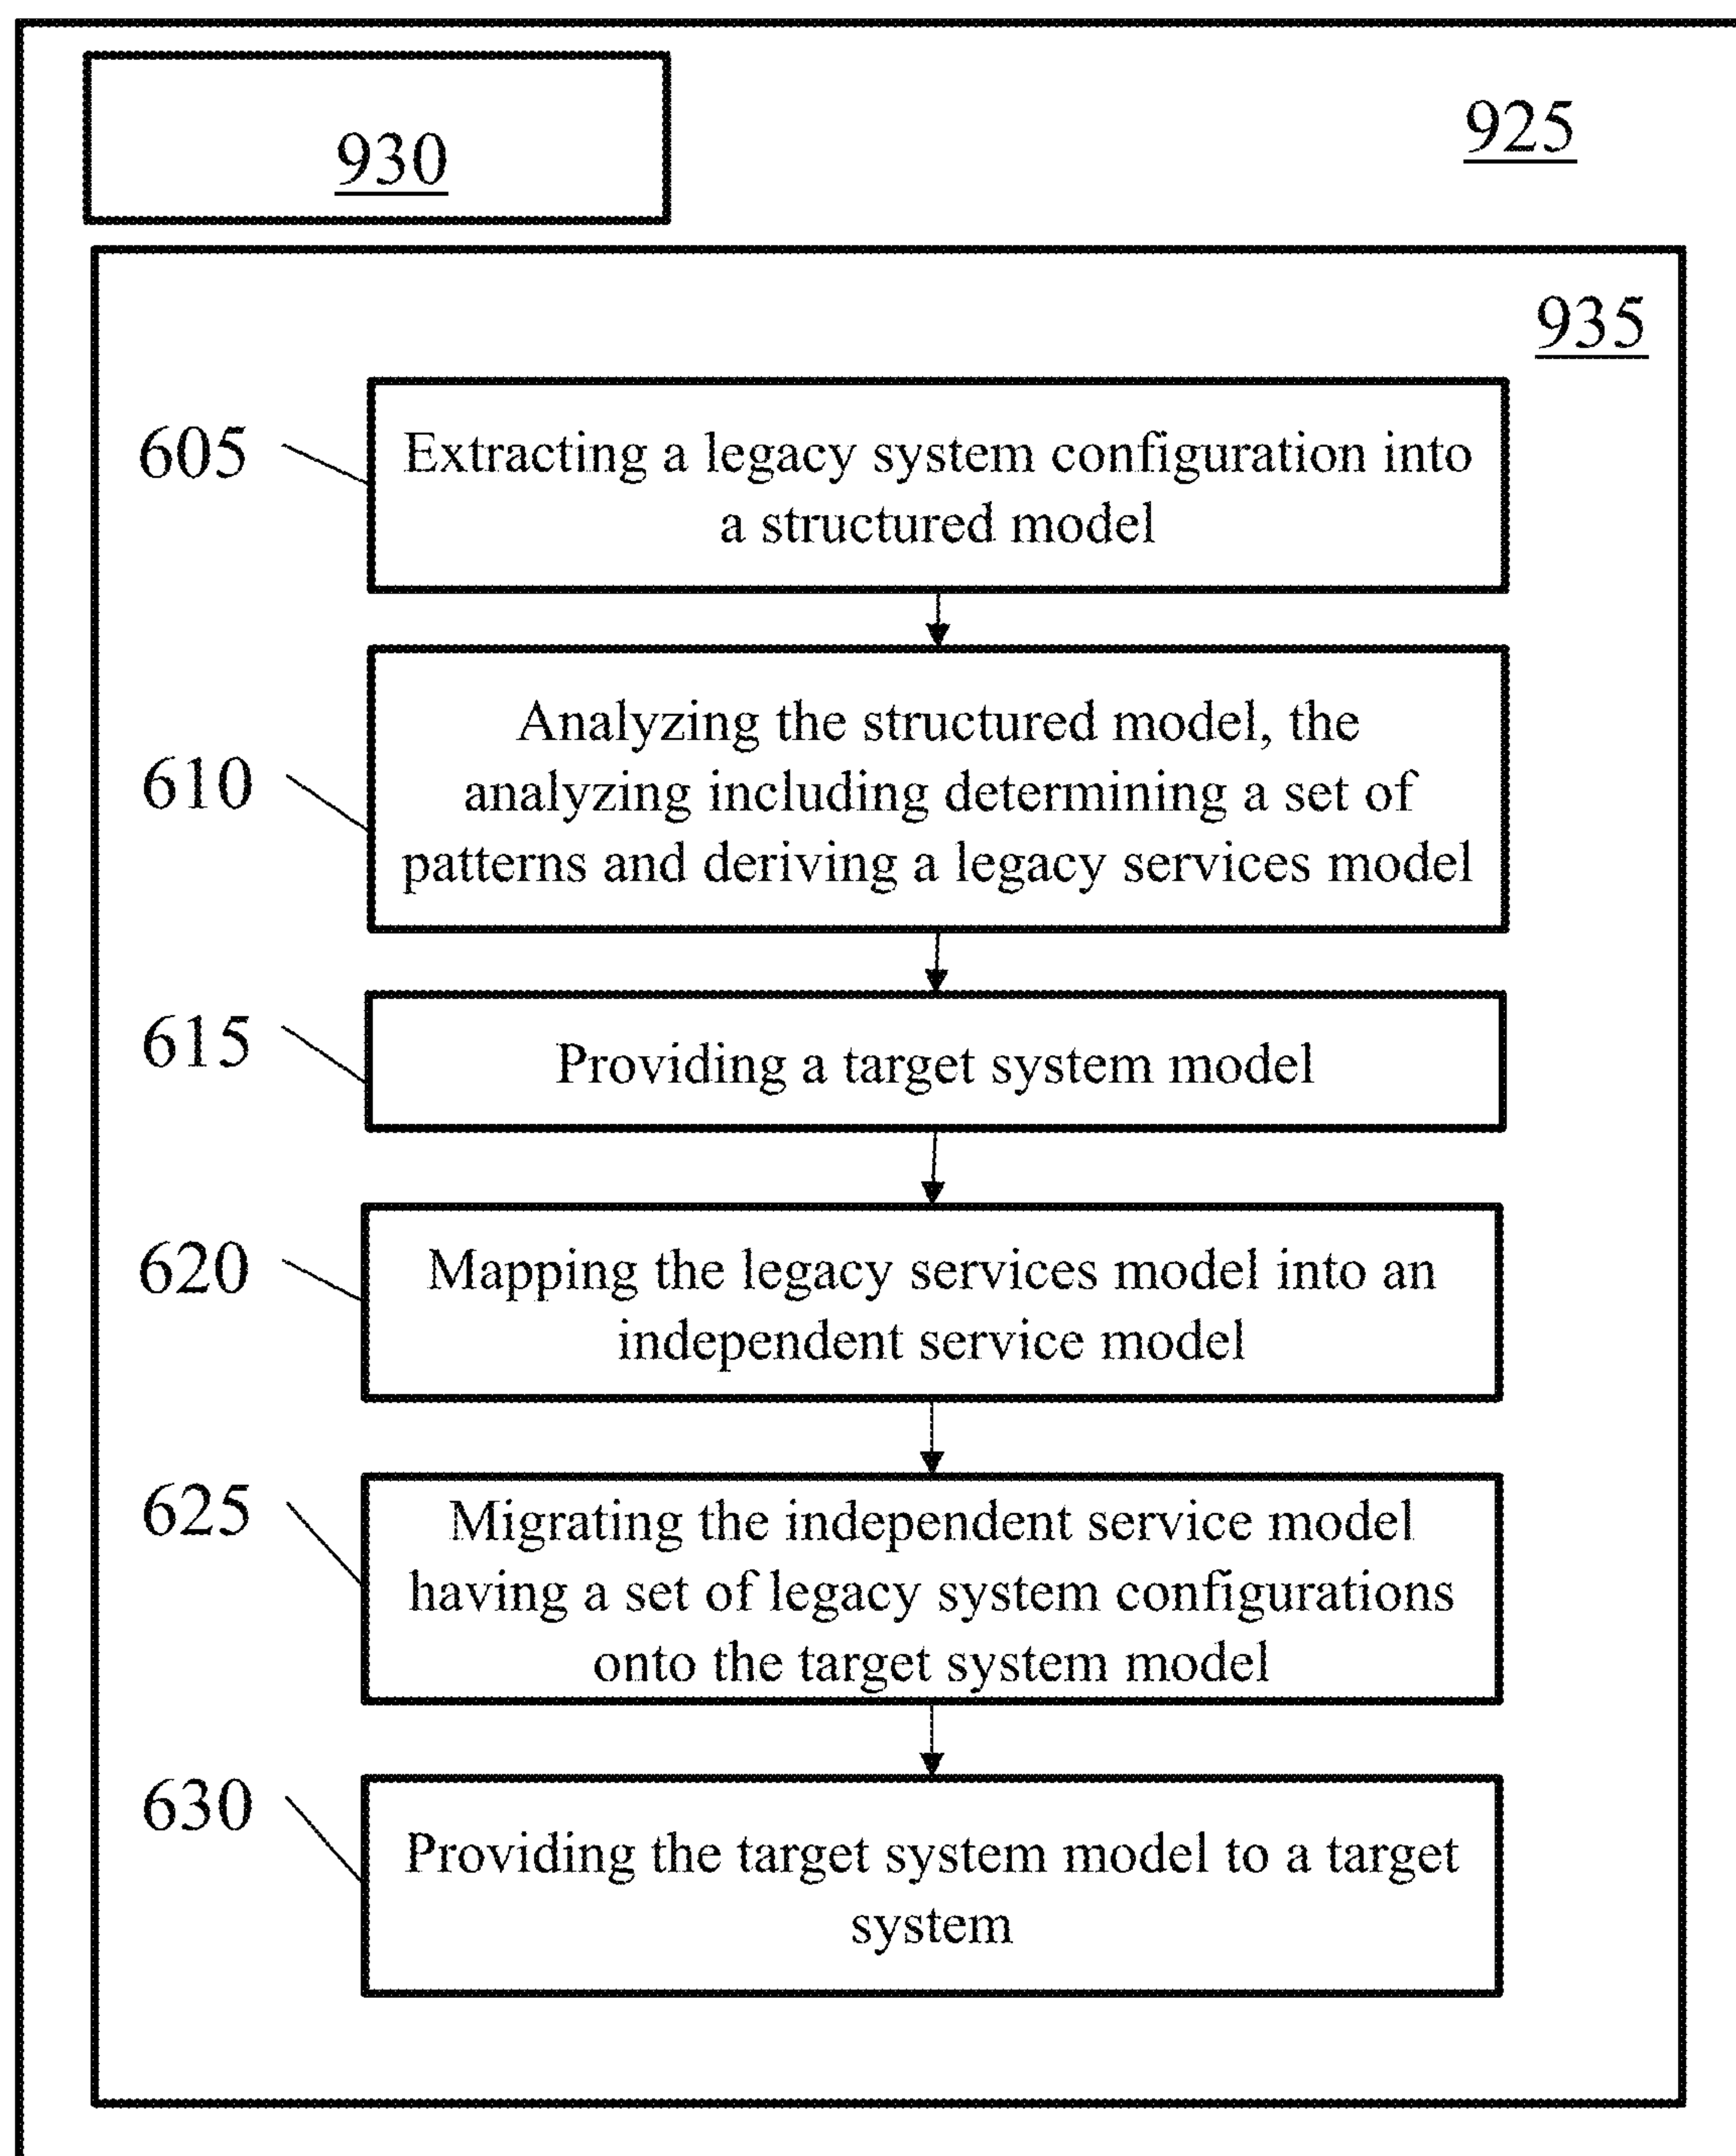 930
925
935
605
Extracting a legacy system configuration into
a structured model
610
Analyzing the structured model, the
analyzing including determining a set of
patterns and deriving a legacy services model
615
Providing a target system model
620
Mapping the legacy services model into an
independent service model
625
Migrating the independent service model
having a set of legacy system configurations
onto the target system model
630
Providing the target system model to a target
system